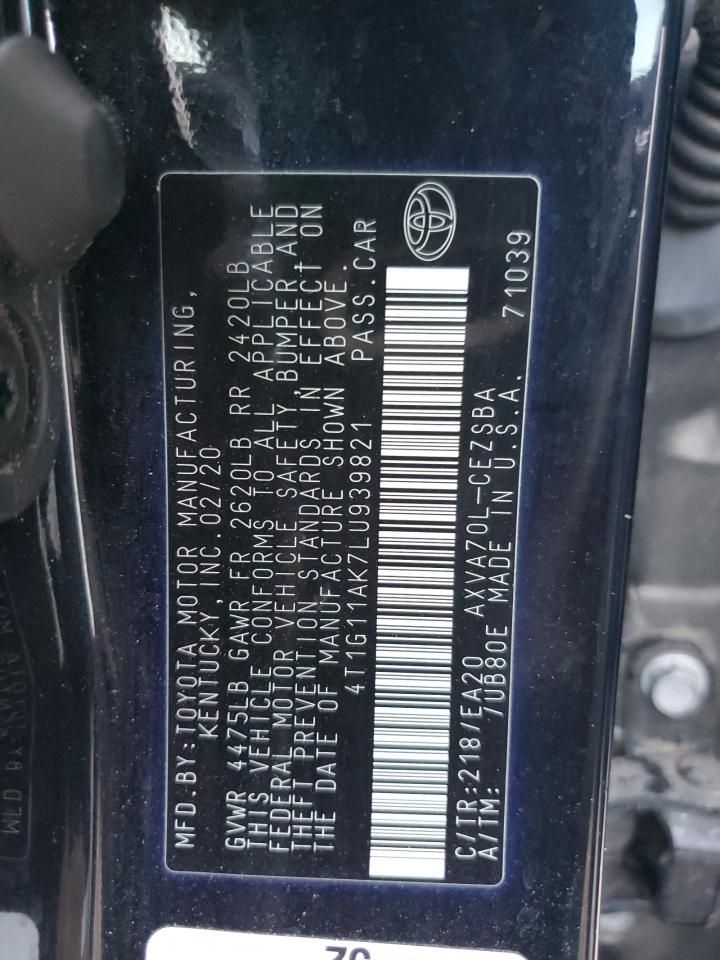 MFD.BY:TOYOTA MOTOR MANUFACTURING,
KENTUCKY, INC.02/20
GVWR 4475LB GAWR FR 2620LB RR 2420LB
THIS VEHICLE CONFORMS TO ALL APPLICABLE
FEDERAL MOTOR VEHICLE SAFETY, BUMPER AND
THEFT PREVENTION STANDARDS IN EFFECT ON
THE DATE OF MANUFACTURE SHOWN ABOVE.
4T1G11AK7LU939821 PASS.CAR
C/TR:218/EA20 AXVA70L-CEZSBA
A/TM: 7UB80E MADE IN U.S.A. 71039